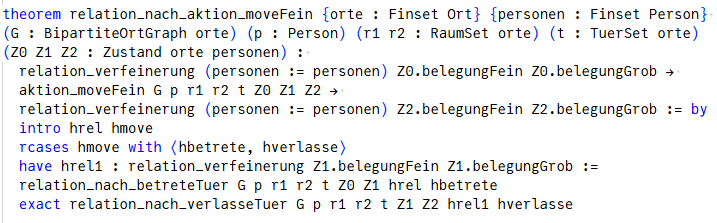 theorem relation_nach_aktion_moveFein {orte : Finset Ort} {personen : Finset Person}
(G : BipartiteOrtGraph orte) (p : Person) (r1 r2 : RaumSet orte) (t : TuerSet orte)
(Z0 Z1 Z2 : Zustand orte personen) :
relation_verfeinerung (personen := personen) Z0.belegungFein Z0.belegungGrob →
aktion_moveFein G p r1 r2 t Z0 Z1 Z2 →
relation_verfeinerung (personen := personen) Z2.belegungFein Z2.belegungGrob := by
intro hrel hmove
rcases hmove with ⟨hbetrete, hverlasse⟩
have hrel1 : relation_verfeinerung Z1.belegungFein Z1.belegungGrob :=
relation_nach_betreteTuer G p r1 r2 t Z0 Z1 hrel hbetrete
exact relation_nach_verlasseTuer G p r1 r2 t Z1 Z2 hrel1 hverlasse